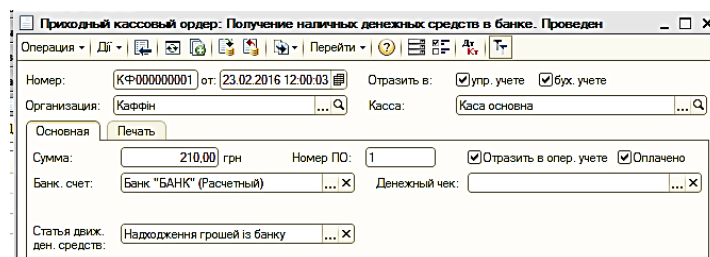 Приходный кассовый ордер: Получение наличных денежных средств в банке. Проведен
Операция Дії Перейти
Номер: КФ000000001 от: 23.02.2016 12:00:03 Отразить в: упр. учете бух. учете
Организация: Каффін ... Касса: Каса основна ...
Основная Печать
Сумма: 210,00 грн Номер ПО: 1 Отразить в опер. учете Оплачено
Банк. счет: Банк "БАНК" (Расчетный) ... Денежный чек: ...
Статья движ. ден. средств: Надходження грошей із банку ...